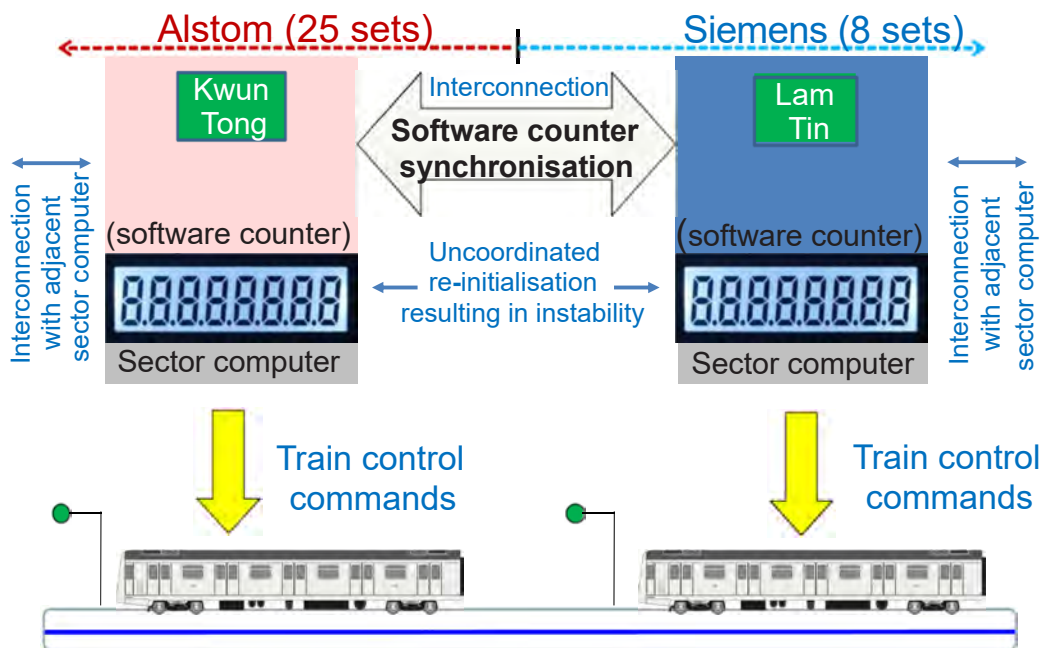 Alstom (25 sets)
Siemens (8 sets)
Kwun
Tong
Interconnection
Software counter
synchronisation
Lam
Tin
Interconnection
with adjacent
sector computer
(software counter)
8.8.8.8.8.8.8.8
Sector computer
Uncoordinated
re-initialisation
resulting in instability
(software counter)
8.8.8.8.8.8.8.8
Sector computer
Interconnection
with adjacent
sector computer
Train control
commands
Train control
commands